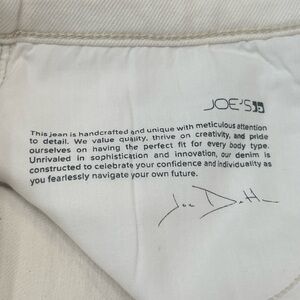 JOE'S
This jean is handcrafted and unique with meticulous attention
to detail. We value quality, thrive on creativity, and pride
ourselves on having the perfect fit for every body type.
Unrivaled in sophistication and innovation, our denim is
constructed to celebrate your confidence and individuality as
you fearlessly navigate your own future.
Joe